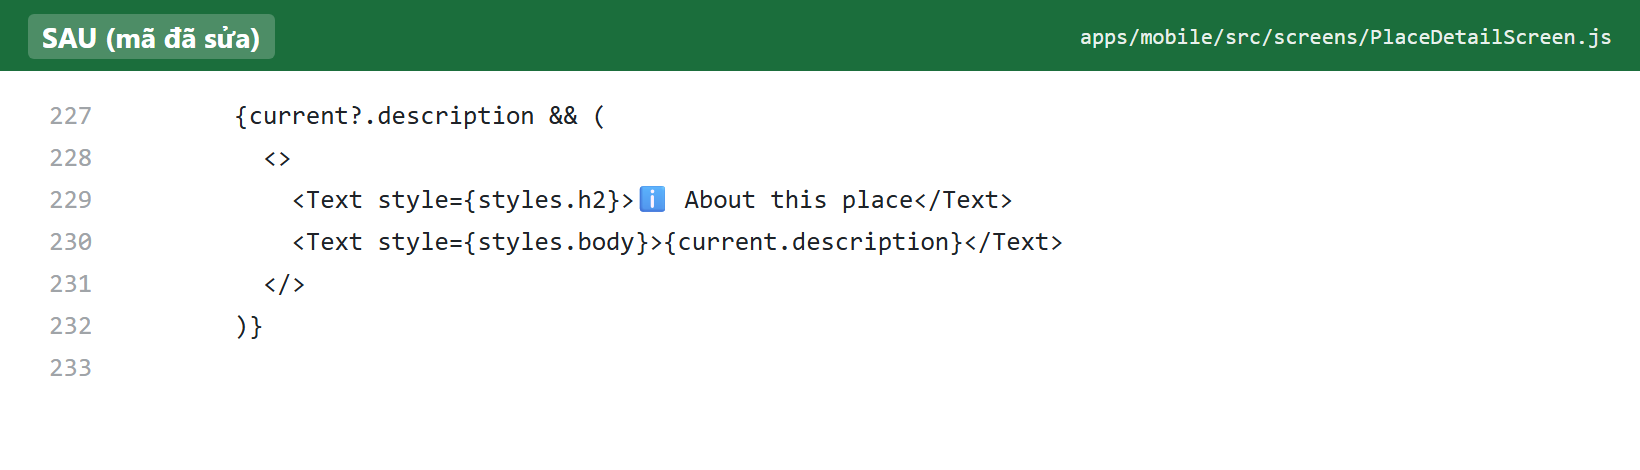 SAU (mã đã sửa)
apps/mobile/src/screens/PlaceDetailScreen.js
227 {current?.description && (
228 <>
229 <Text style={styles.h2}>ℹ️ About this place</Text>
230 <Text style={styles.body}>{current.description}</Text>
231 </>
232 )}
233